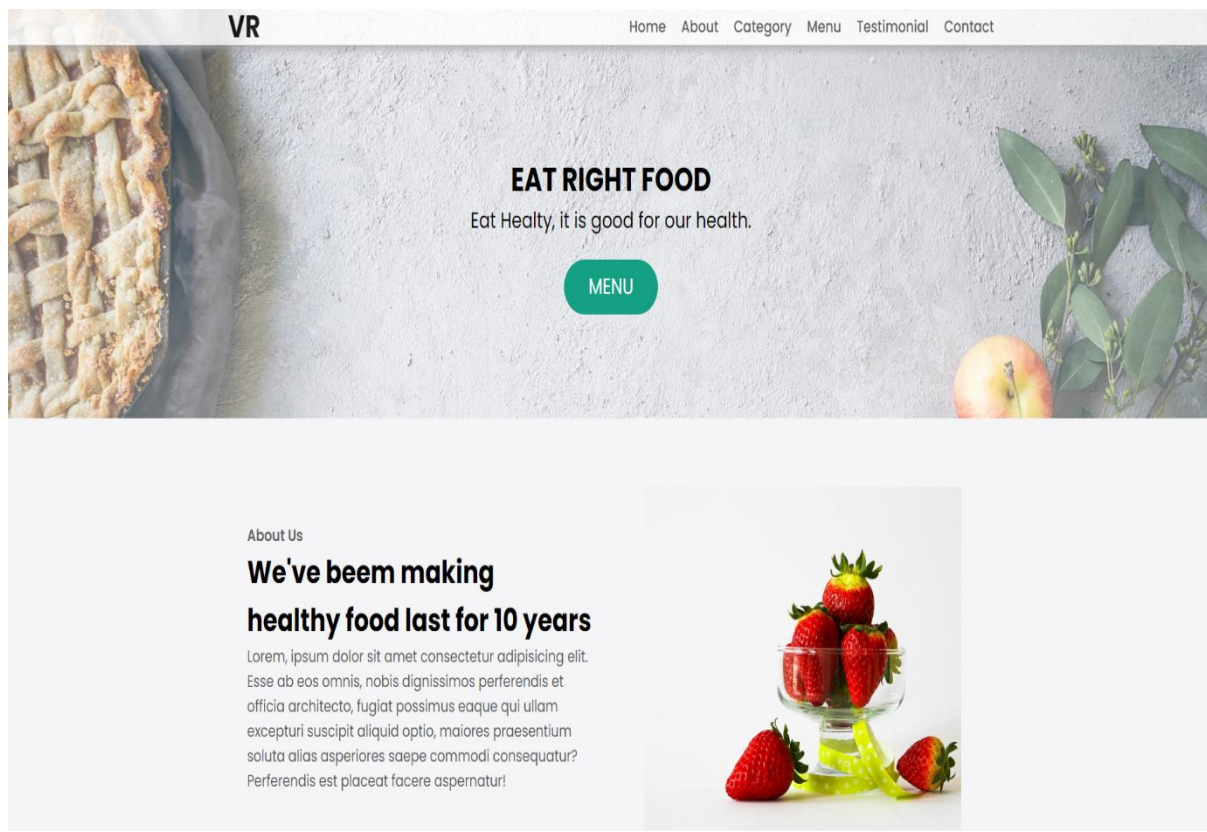 VR
Home About Category Menu Testimonial Contact
EAT RIGHT FOOD
Eat Healty, it is good for our health.
MENU
About Us
We've beem making
healthy food last for 10 years
Lorem, ipsum dolor sit amet consectetur adipisicing elit.
Esse ab eos omnis, nobis dignissimos perferendis et
officia architecto, fugiat possimus eaque qui ullam
excepturi suscipit aliquid optio, maiores praesentium
soluta alias asperiores saepe commodi consequatur?
Perferendis est placeat facere aspernatur!